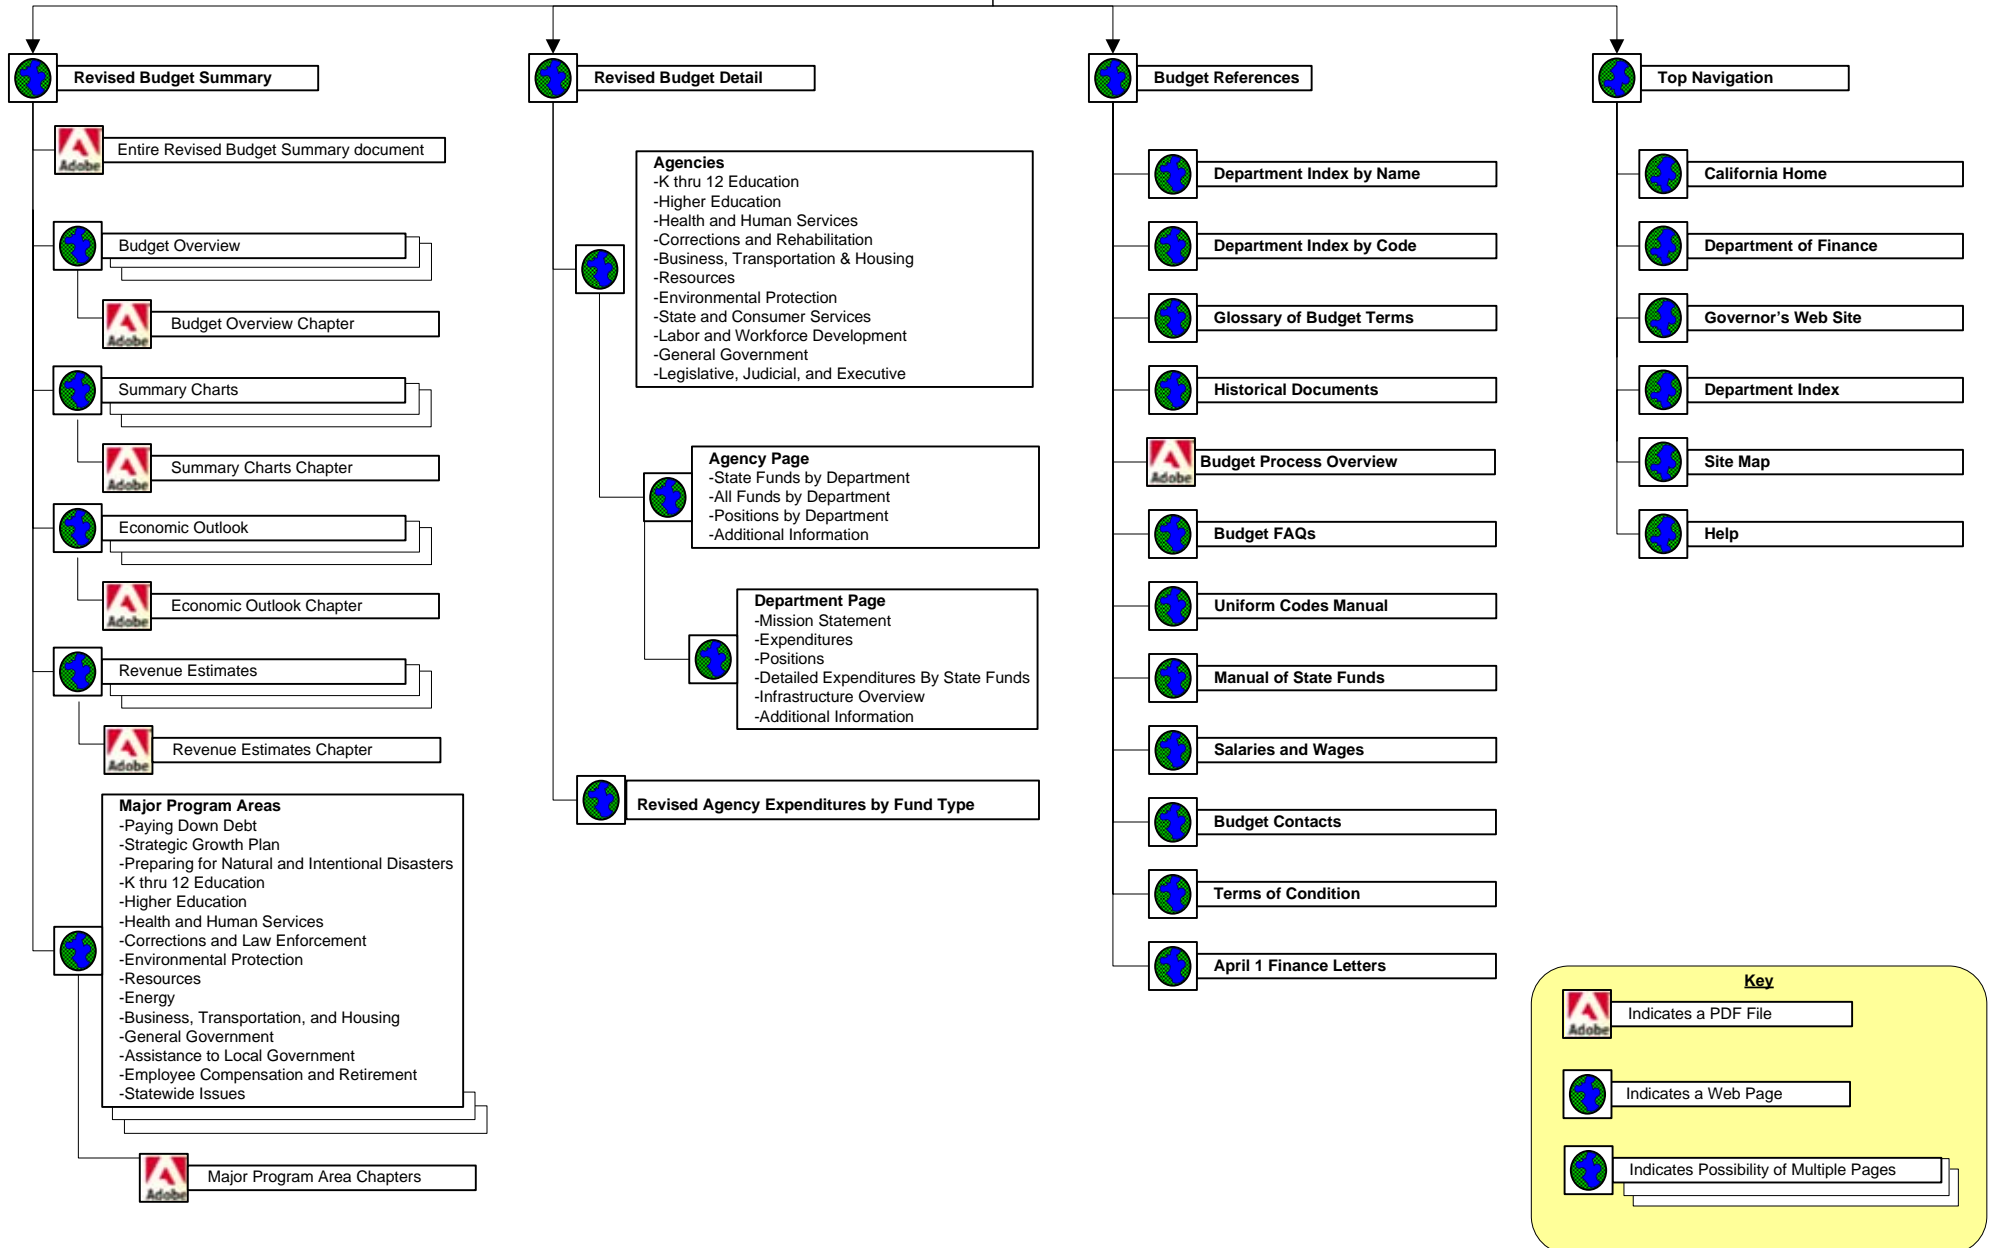 Revised Budget Summary
Adobe
Entire Revised Budget Summary document
Budget Overview
Adobe
Budget Overview Chapter
Summary Charts
Adobe
Summary Charts Chapter
Economic Outlook
Adobe
Economic Outlook Chapter
Revenue Estimates
Adobe
Revenue Estimates Chapter
Major Program Areas
-Paying Down Debt
-Strategic Growth Plan
-Preparing for Natural and Intentional Disasters
-K thru 12 Education
-Higher Education
-Health and Human Services
-Corrections and Law Enforcement
-Environmental Protection
-Resources
-Energy
-Business, Transportation, and Housing
-General Government
-Assistance to Local Government
-Employee Compensation and Retirement
-Statewide Issues
Adobe
Major Program Area Chapters
Revised Budget Detail
Agencies
-K thru 12 Education
-Higher Education
-Health and Human Services
-Corrections and Rehabilitation
-Business, Transportation & Housing
-Resources
-Environmental Protection
-State and Consumer Services
-Labor and Workforce Development
-General Government
-Legislative, Judicial, and Executive
Agency Page
-State Funds by Department
-All Funds by Department
-Positions by Department
-Additional Information
Department Page
-Mission Statement
-Expenditures
-Positions
-Detailed Expenditures By State Funds
-Infrastructure Overview
-Additional Information
Revised Agency Expenditures by Fund Type
Budget References
Department Index by Name
Department Index by Code
Glossary of Budget Terms
Historical Documents
Adobe
Budget Process Overview
Budget FAQs
Uniform Codes Manual
Manual of State Funds
Salaries and Wages
Budget Contacts
Terms of Condition
April 1 Finance Letters
Top Navigation
California Home
Department of Finance
Governor's Web Site
Department Index
Site Map
Help
Key
Adobe
Indicates a PDF File
Indicates a Web Page
Indicates Possibility of Multiple Pages